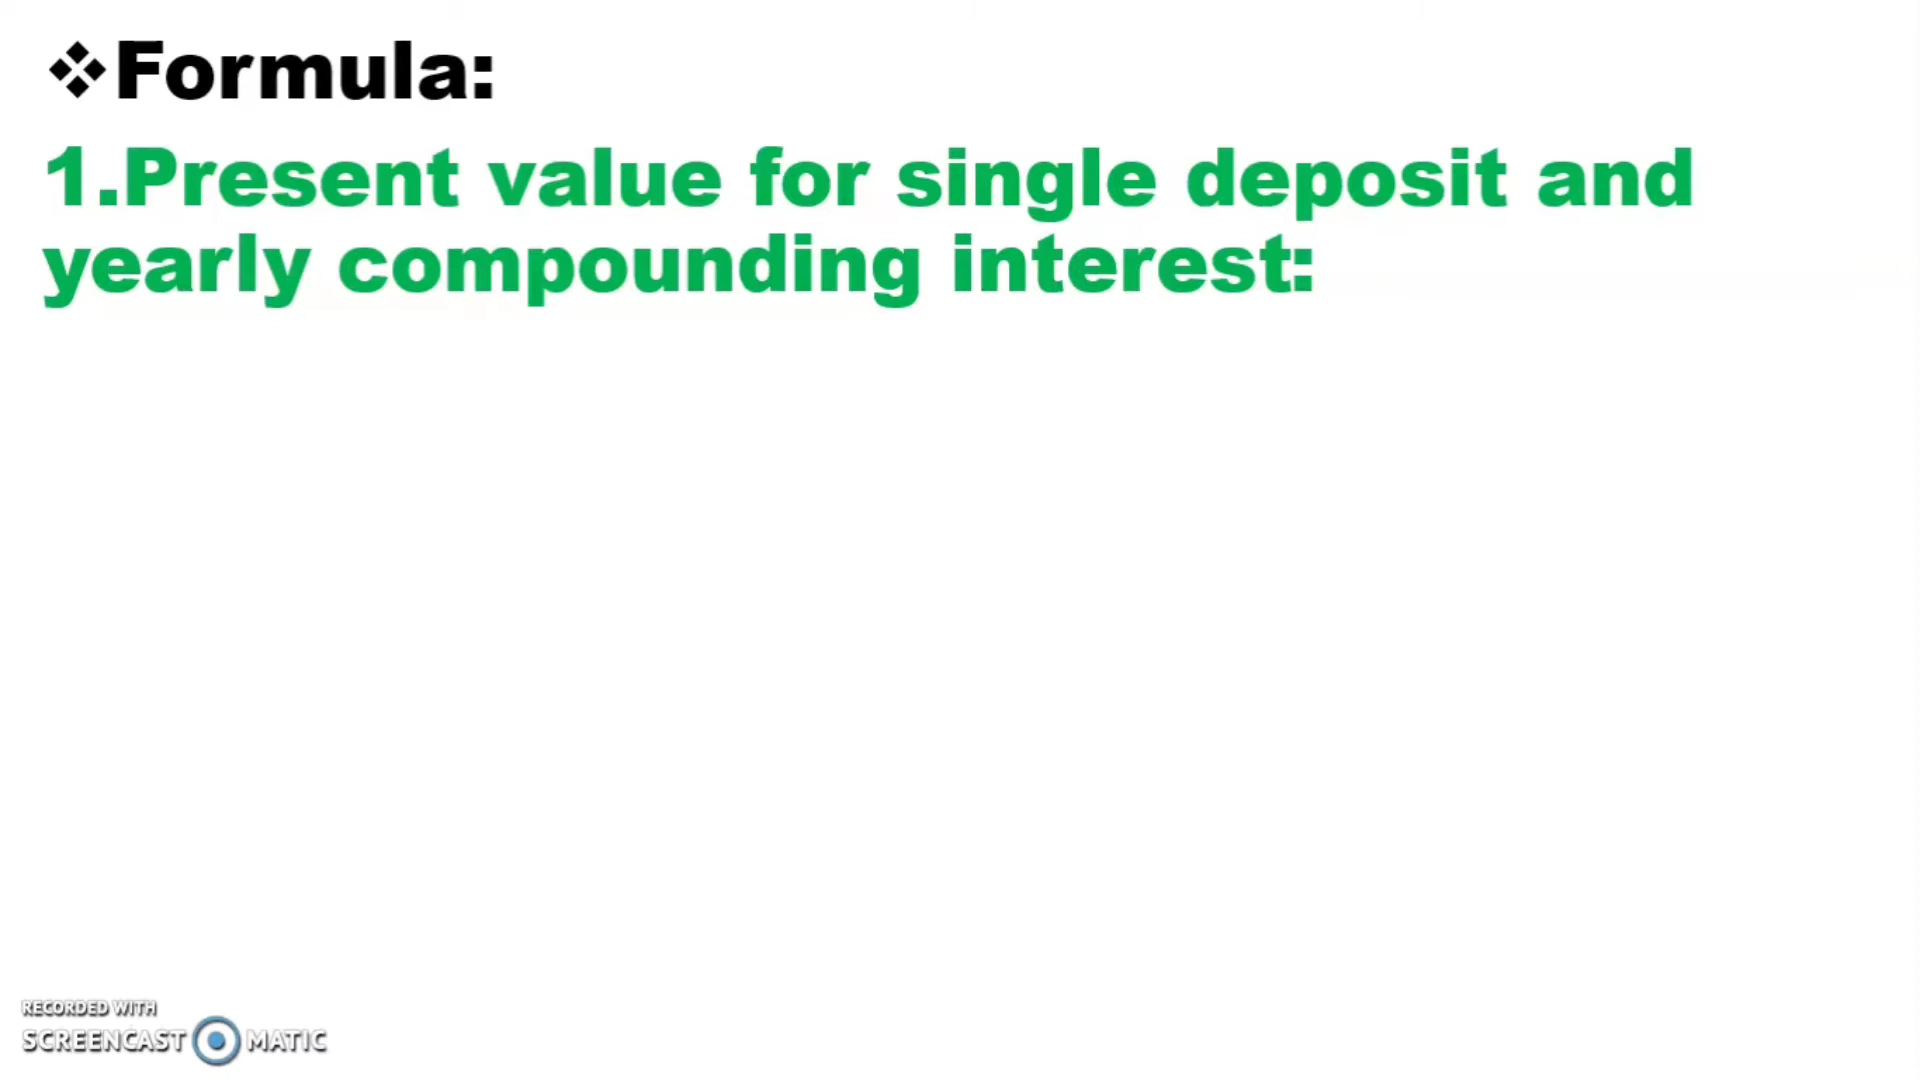 ❖Formula:
1.Present value for single deposit and
yearly compounding interest:
RECORDED WITH
SCREENCAST MATIC